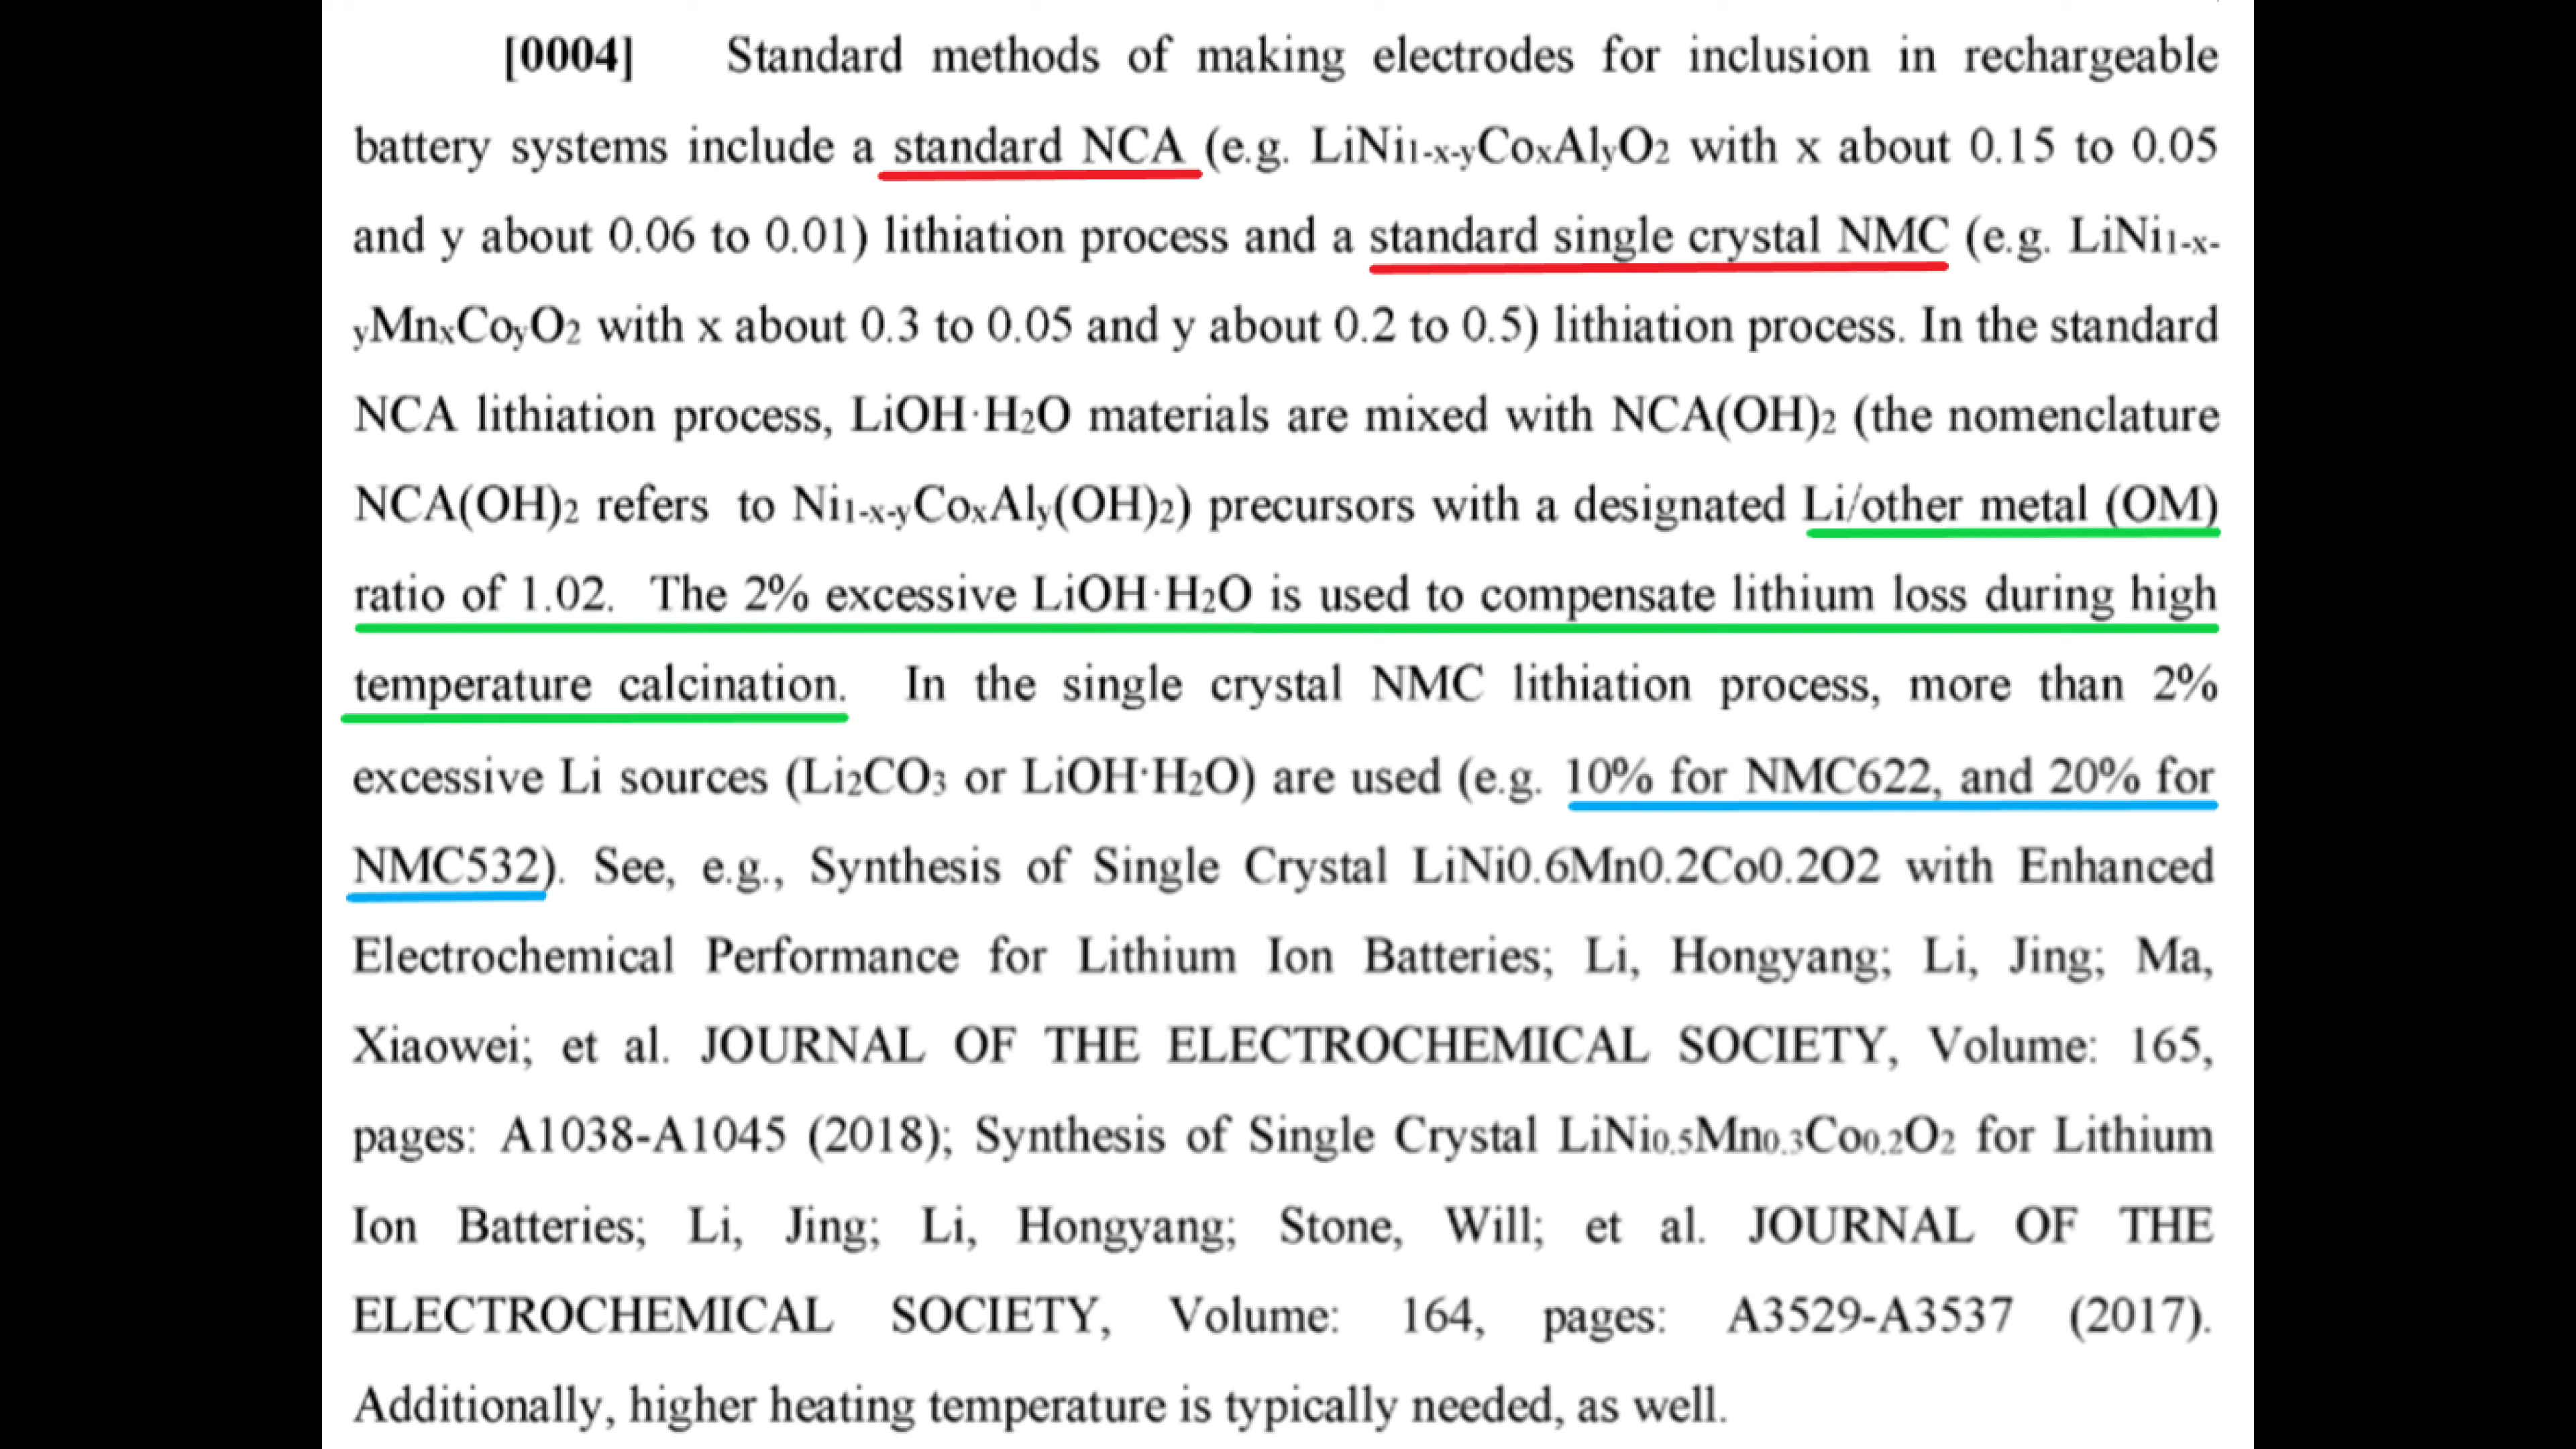 [0004] Standard methods of making electrodes for inclusion in rechargeable
battery systems include a standard NCA (e.g. LiNi1-x-yCoxAlyO2 with x about 0.15 to 0.05
and y about 0.06 to 0.01) lithiation process and a standard single crystal NMC (e.g. LiNi1-x-
yMnxCoyO2 with x about 0.3 to 0.05 and y about 0.2 to 0.5) lithiation process. In the standard
NCA lithiation process, LiOH·H2O materials are mixed with NCA(OH)2 (the nomenclature
NCA(OH)2 refers to Ni1-x-yCoxAly(OH)2) precursors with a designated Li/other metal (OM)
ratio of 1.02. The 2% excessive LiOH·H2O is used to compensate lithium loss during high
temperature calcination. In the single crystal NMC lithiation process, more than 2%
excessive Li sources (Li2CO3 or LiOH·H2O) are used (e.g. 10% for NMC622, and 20% for
NMC532). See, e.g., Synthesis of Single Crystal LiNi0.6Mn0.2Co0.2O2 with Enhanced
Electrochemical Performance for Lithium Ion Batteries; Li, Hongyang; Li, Jing; Ma,
Xiaowei; et al. JOURNAL OF THE ELECTROCHEMICAL SOCIETY, Volume: 165,
pages: A1038-A1045 (2018); Synthesis of Single Crystal LiNi0.5Mn0.3Co0.2O2 for Lithium
Ion Batteries; Li, Jing; Li, Hongyang; Stone, Will; et al. JOURNAL OF THE
ELECTROCHEMICAL SOCIETY, Volume: 164, pages: A3529-A3537 (2017).
Additionally, higher heating temperature is typically needed, as well.